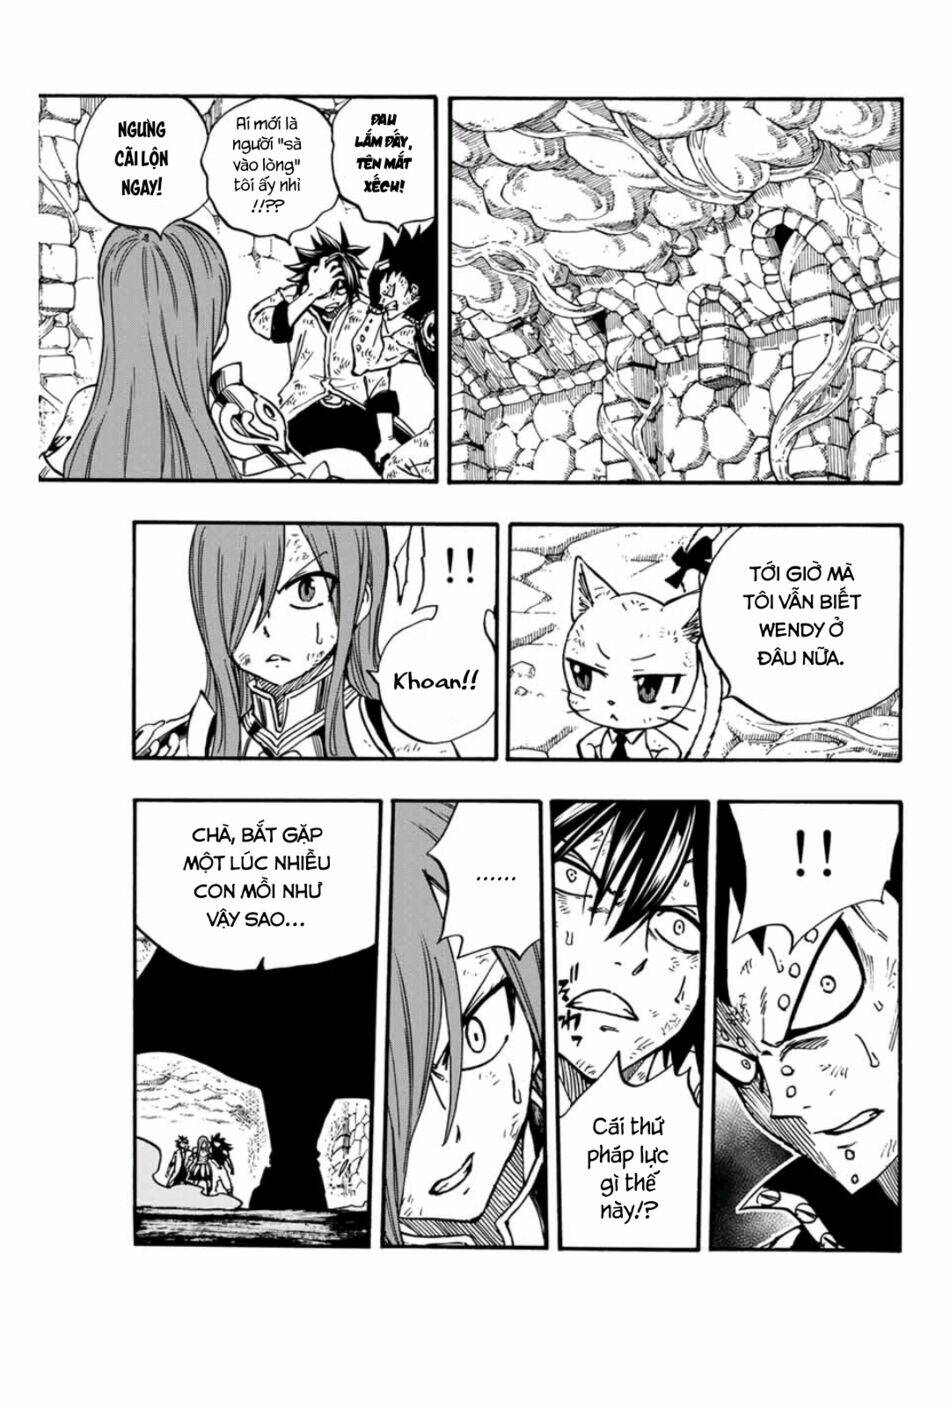 ĐAU
LẮM ĐẤY,
TÊN MẮT
XẾCH!
Ai mới là
người "sà
vào lòng"
tôi ấy nhỉ
!!??
NGƯNG
CÃI LỘN
NGAY!
TỚI GIỜ MÀ
TÔI VẪN BIẾT
WENDY Ở
ĐÂU NỮA.
!!
Khoan!!
!!
Cái thứ
pháp lực
gì thế
này!?
......
CHÀ, BẮT GẶP
MỘT LÚC NHIỀU
CON MỒI NHƯ
VẬY SAO...